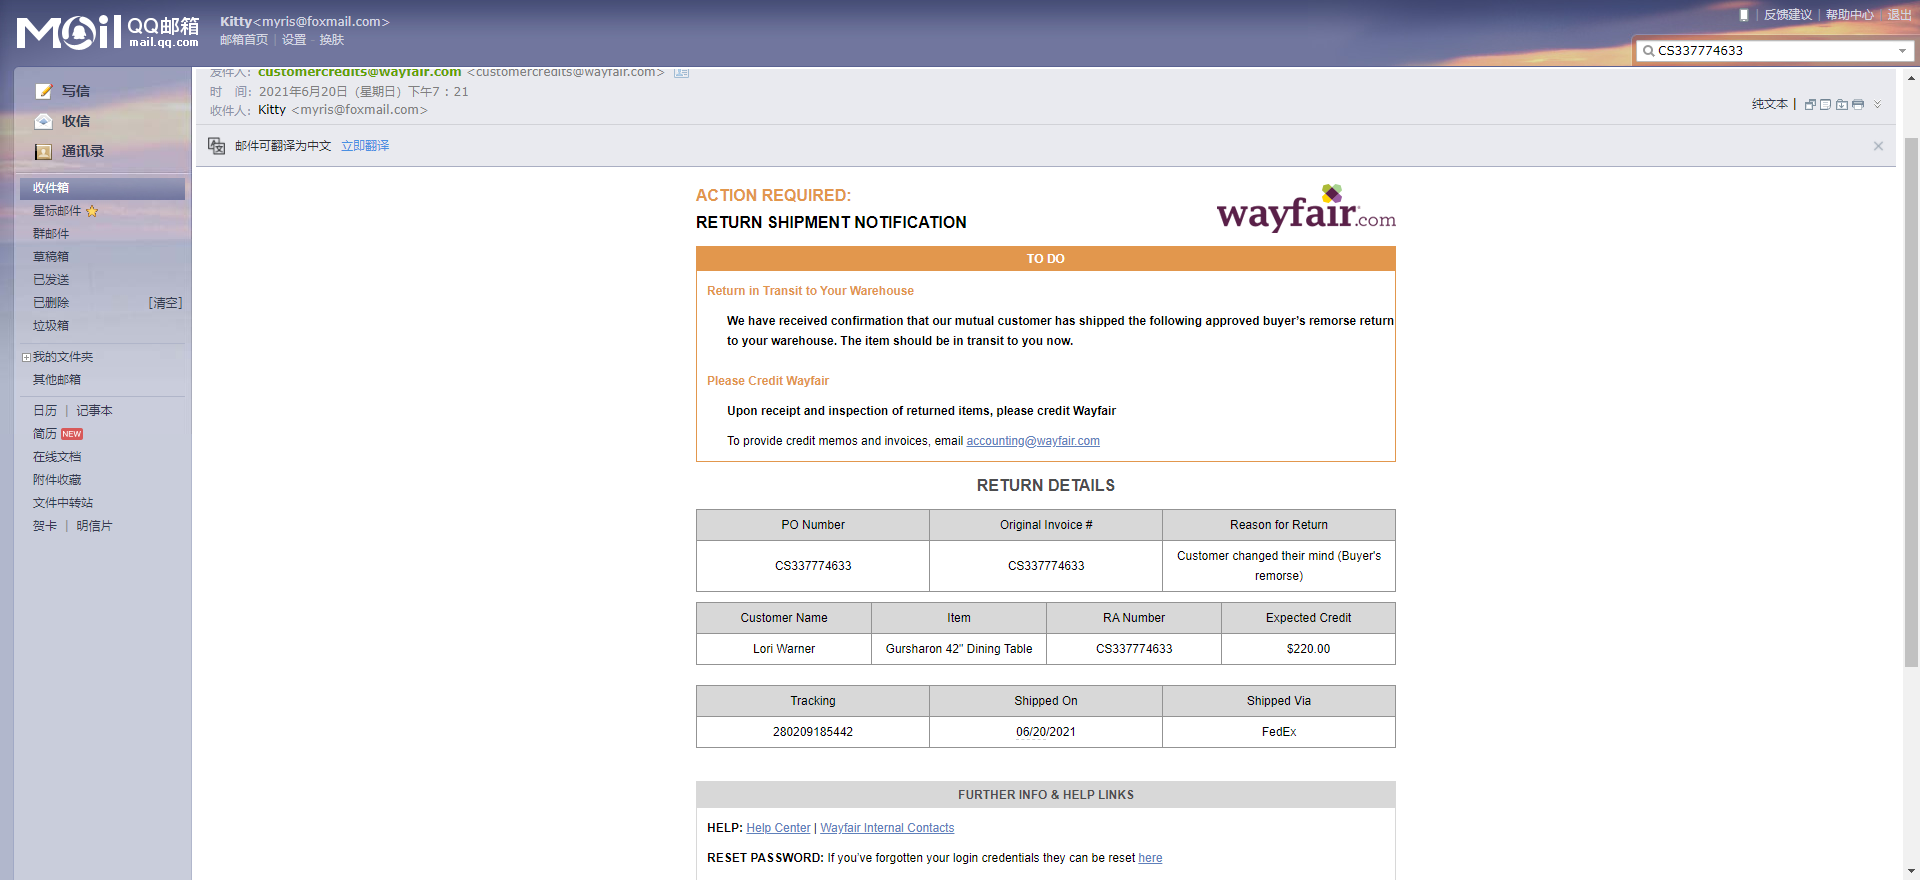 Mail QQ邮箱
mail.qq.com
Kitty<myris@foxmail.com>
邮箱首页 | 设置 - 换肤
反馈建议 | 帮助中心 | 退出
CS337774633
写信
收信
通讯录
收件箱
星标邮件
群邮件
草稿箱
已发送
已删除 [清空]
垃圾箱
我的文件夹
其他邮箱
日历 | 记事本
简历 NEW
在线文档
附件收藏
文件中转站
贺卡 | 明信片
发件人: customercredits@wayfair.com <customercredits@wayfair.com>
时 间: 2021年6月20日 (星期日) 下午7:21
收件人: Kitty <myris@foxmail.com>
纯文本 |
邮件可翻译为中文 立即翻译
ACTION REQUIRED:
RETURN SHIPMENT NOTIFICATION
wayfair.com
TO DO
Return in Transit to Your Warehouse
We have received confirmation that our mutual customer has shipped the following approved buyer's remorse return
to your warehouse. The item should be in transit to you now.
Please Credit Wayfair
Upon receipt and inspection of returned items, please credit Wayfair
To provide credit memos and invoices, email accounting@wayfair.com
RETURN DETAILS
PO Number Original Invoice # Reason for Return
CS337774633 CS337774633 Customer changed their mind (Buyer's
remorse)
Customer Name Item RA Number Expected Credit
Lori Warner Gursharon 42'' Dining Table CS337774633 $220.00
Tracking Shipped On Shipped Via
280209185442 06/20/2021 FedEx
FURTHER INFO & HELP LINKS
HELP: Help Center | Wayfair Internal Contacts
RESET PASSWORD: If you've forgotten your login credentials they can be reset here